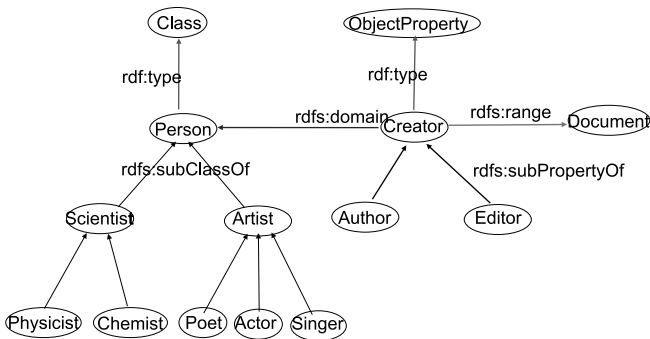 Class
ObjectProperty
rdf:type
rdf:type
Person
rdfs:domain
Creator
rdfs:range
Document
rdfs:subClassOf
rdfs:subPropertyOf
Scientist
Artist
Author
Editor
Physicist
Chemist
Poet
Actor
Singer